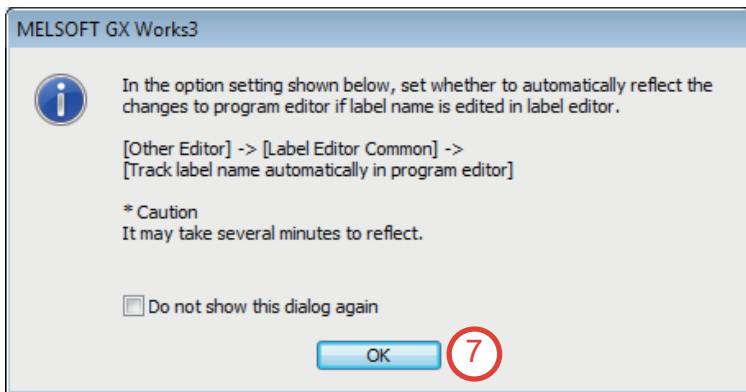 MELSOFT GX Works3
In the option setting shown below, set whether to automatically reflect the
changes to program editor if label name is edited in label editor.
[Other Editor] -> [Label Editor Common] ->
[Track label name automatically in program editor]
* Caution
It may take several minutes to reflect.
Do not show this dialog again
OK
7